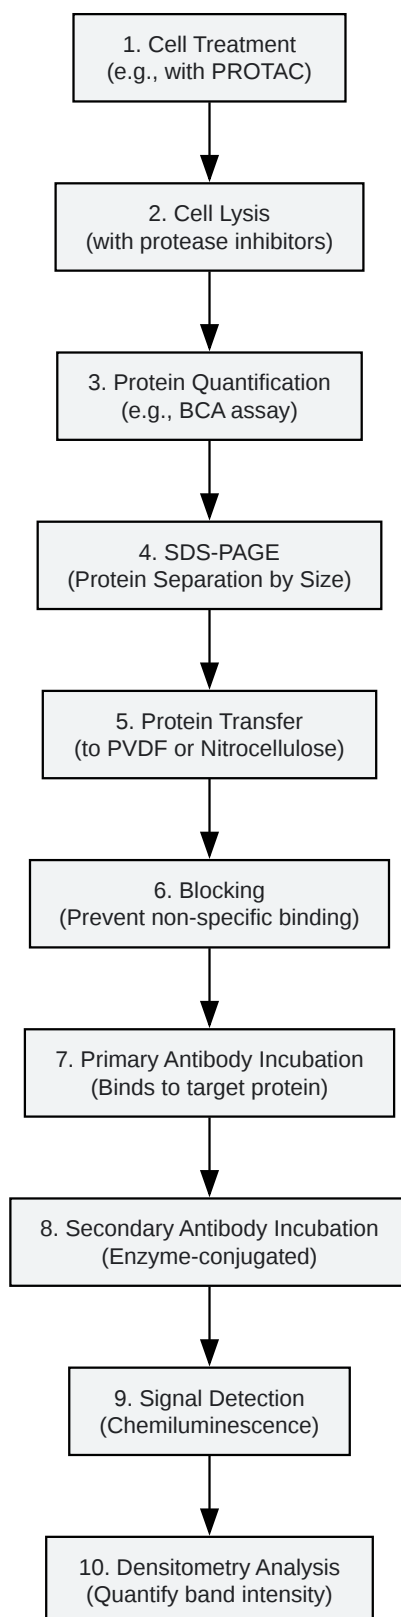 1. Cell Treatment
(e.g., with PROTAC)
2. Cell Lysis
(with protease inhibitors)
3. Protein Quantification
(e.g., BCA assay)
4. SDS-PAGE
(Protein Separation by Size)
5. Protein Transfer
(to PVDF or Nitrocellulose)
6. Blocking
(Prevent non-specific binding)
7. Primary Antibody Incubation
(Binds to target protein)
8. Secondary Antibody Incubation
(Enzyme-conjugated)
9. Signal Detection
(Chemiluminescence)
10. Densitometry Analysis
(Quantify band intensity)